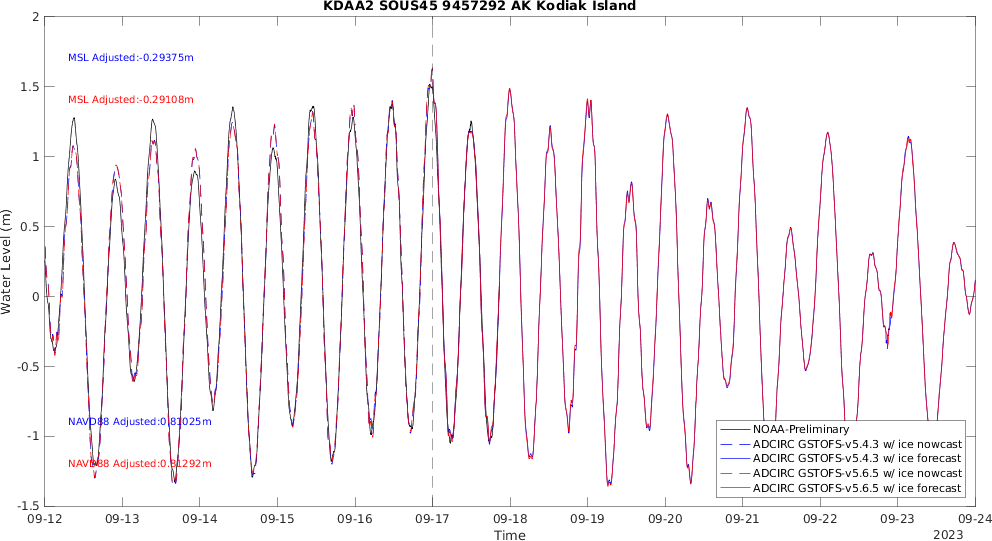 KDAA2 SOUS45 9457292 AK Kodiak Island
2
MSL Adjusted:-0.29375m
1.5
MSL Adjusted:-0.29108m
1
0.5
0
-0.5
-1
-1.5
Water Level (m)
NAVD88 Adjusted:0.81025m
NAVD88 Adjusted:0.81292m
NOAA-Preliminary
ADCIRC GSTOFS-v5.4.3 w/ ice nowcast
ADCIRC GSTOFS-v5.4.3 w/ ice forecast
ADCIRC GSTOFS-v5.6.5 w/ ice nowcast
ADCIRC GSTOFS-v5.6.5 w/ ice forecast
09-12 09-13 09-14 09-15 09-16 09-17 09-18 09-19 09-20 09-21 09-22 09-23 09-24
Time
2023